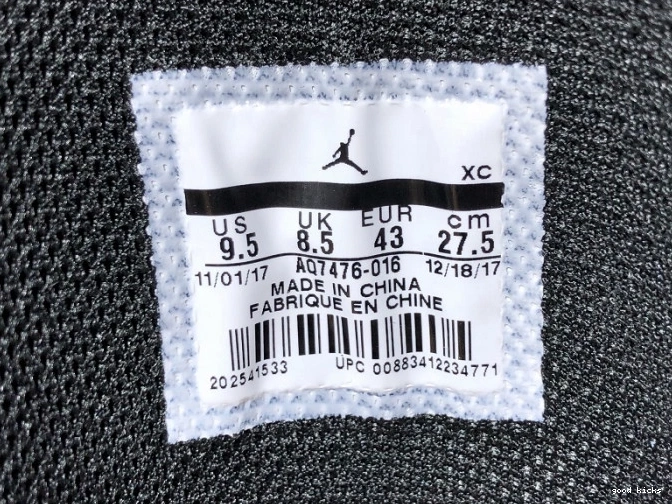 XC
US UK EUR cm
9.5 8.5 43 27.5
11/01/17 AQ7476-016 12/18/17
MADE IN CHINA
FABRIQUE EN CHINE
202541533 UPC 00883412234771
good kicks